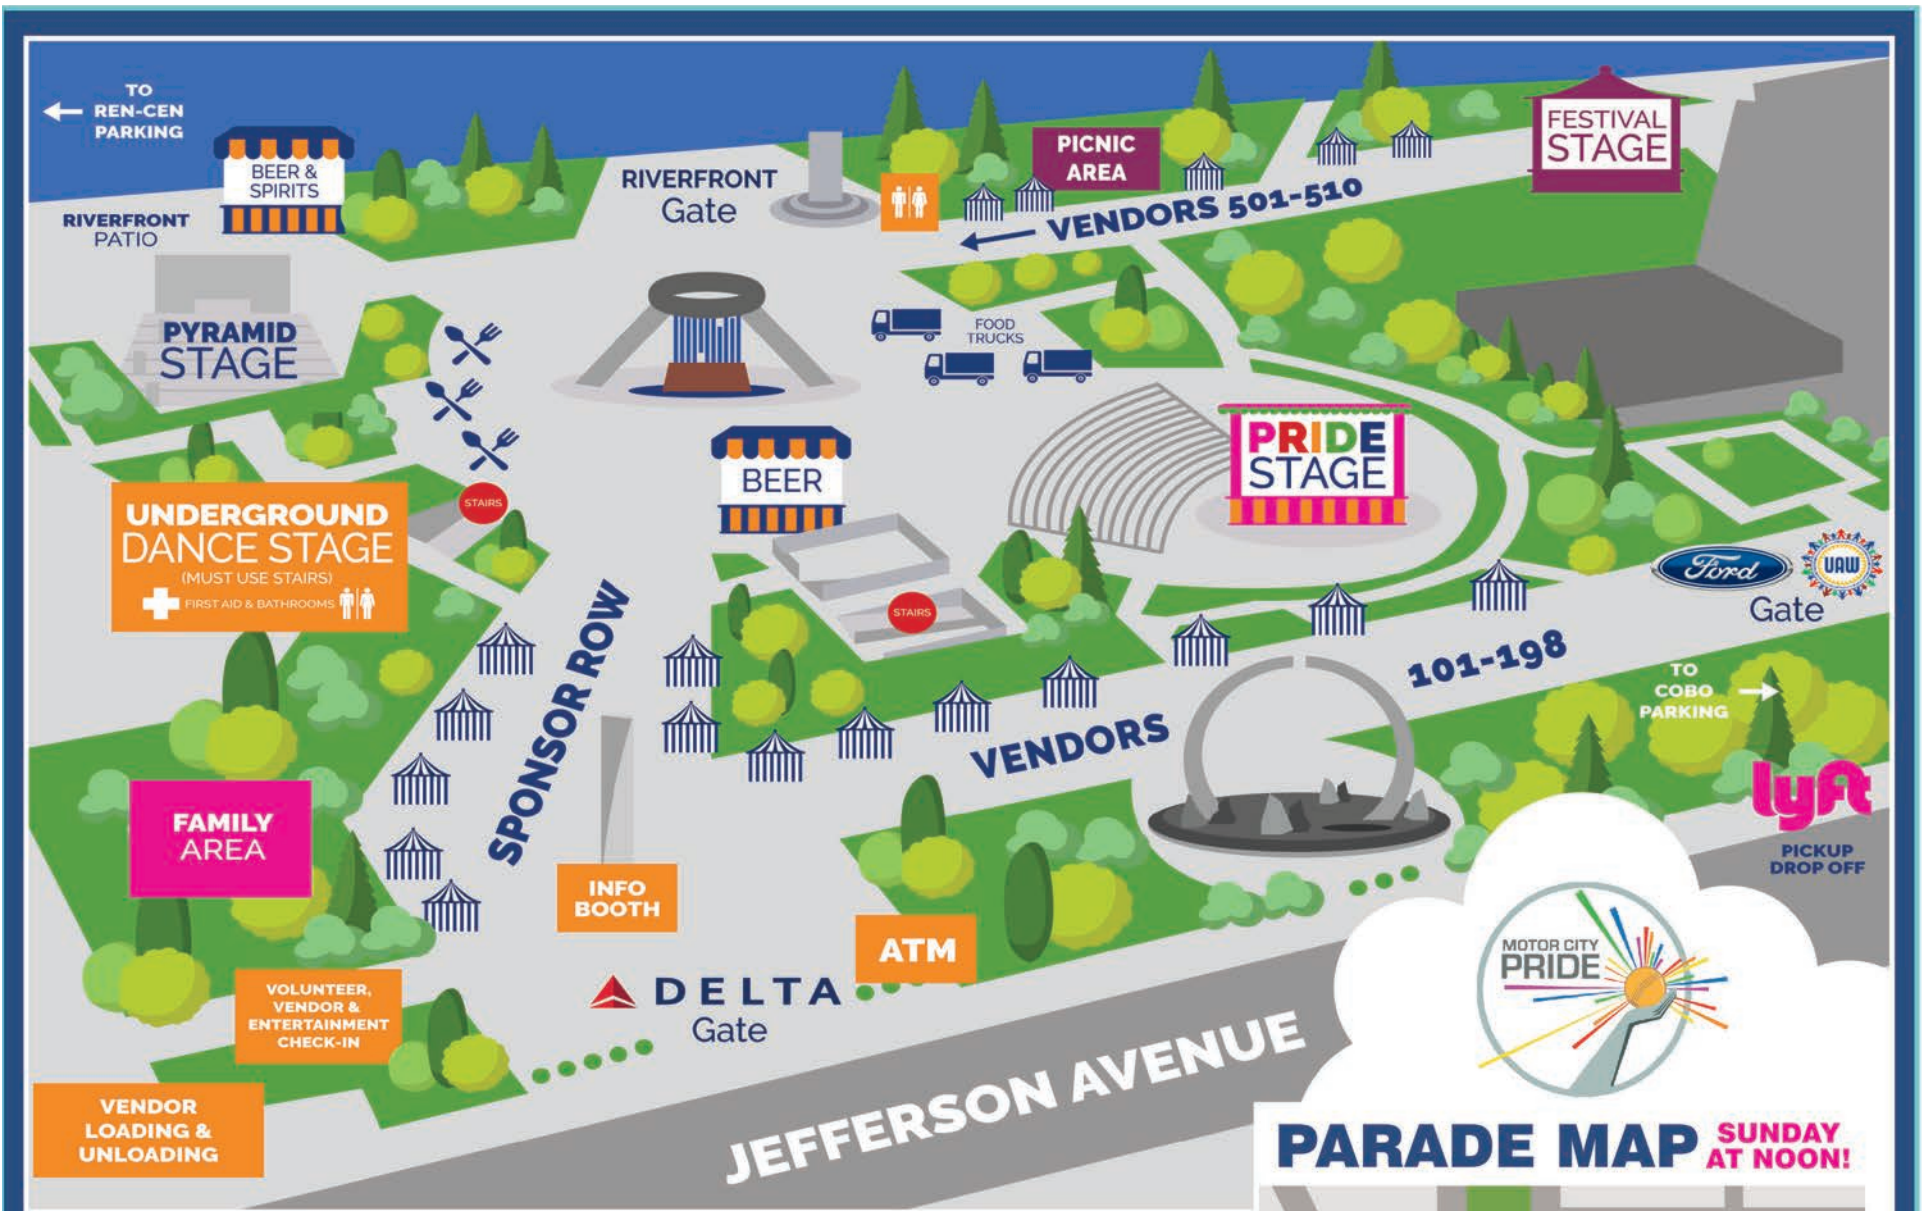 TO
REN-CEN
PARKING
BEER &
SPIRITS
RIVERFRONT
PATIO
PYRAMID
STAGE
RIVERFRONT
Gate
PICNIC
AREA
VENDORS 501-510
FESTIVAL
STAGE
FOOD
TRUCKS
BEER
PRIDE
STAGE
STAIRS
UNDERGROUND
DANCE STAGE
(MUST USE STAIRS)
FIRST AID & BATHROOMS
STAIRS
Ford
UAW
Gate
SPONSOR ROW
VENDORS
101-198
TO
COBO
PARKING
lyft
PICKUP
DROP OFF
FAMILY
AREA
INFO
BOOTH
ATM
VOLUNTEER,
VENDOR &
ENTERTAINMENT
CHECK-IN
DELTA
Gate
VENDOR
LOADING &
UNLOADING
JEFFERSON AVENUE
MOTOR CITY
PRIDE
PARADE MAP
SUNDAY
AT NOON!